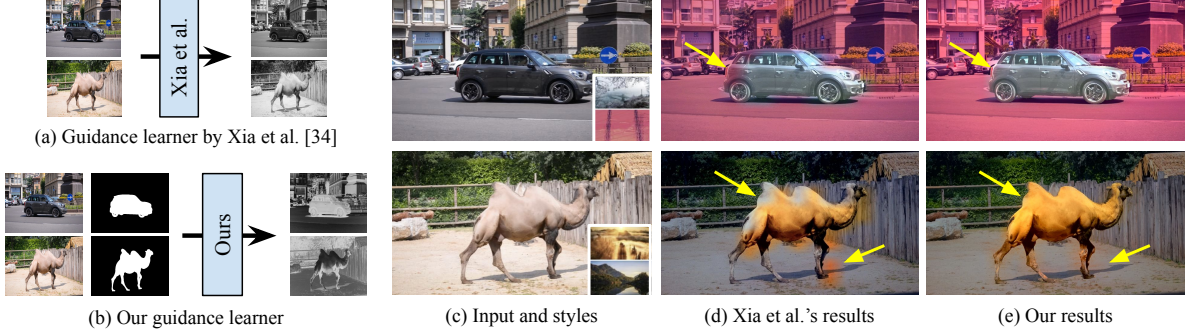 Xia et al.
(a) Guidance learner by Xia et al. [34]
Ours
(b) Our guidance learner
(c) Input and styles
(d) Xia et al.'s results
(e) Our results